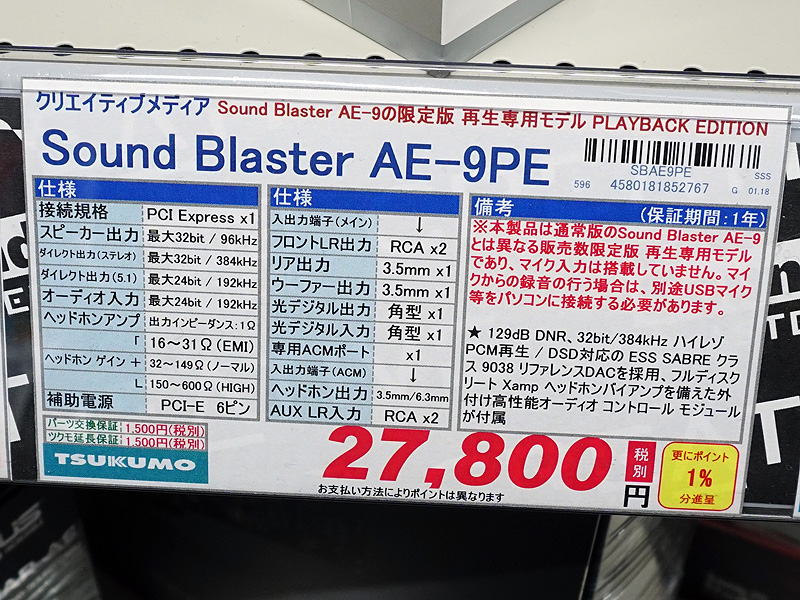 クリエイティブメディア Sound Blaster AE-9の限定版 再生専用モデル PLAYBACK EDITION
Sound Blaster AE-9PE
SBAE9PE
SSS
596 4580181852767 G 01,18
仕様
接続規格 PCI Express x1
スピーカー出力 最大32bit / 96kHz
ダイレクト出力(ステレオ) 最大32bit / 384kHz
ダイレクト出力(5.1) 最大24bit / 192kHz
オーディオ入力 最大24bit / 192kHz
ヘッドホンアンプ 出力インピーダンス:1Ω
「 16~31Ω (EMI)
ヘッドホン ゲイン + 32~149Ω (ノーマル)
L 150~600Ω (HIGH)
補助電源 PCI-E 6ピン
仕様
入出力端子(メイン) ↓
フロントLR出力 RCA x2
リア出力 3.5mm x1
ウーファー出力 3.5mm x1
光デジタル出力 角型 x1
光デジタル入力 角型 x1
専用ACMポート x1
入出力端子(ACM) ↓
ヘッドホン出力 3.5mm/6.3mm
AUX LR入力 RCA x2
備考 (保証期間:1年)
※本製品は通常版のSound Blaster AE-9
とは異なる販売数限定版 再生専用モデル
であり、マイク入力は搭載していません。マイ
クからの録音の行う場合は、別途USBマイク
等をパソコンに接続する必要があります。
★ 129dB DNR、32bit/384kHz ハイレゾ
PCM再生 / DSD対応の ESS SABRE クラ
ス 9038 リファレンスDACを採用、フルディスク
リート Xamp ヘッドホンバイアンプを備えた外
付け高性能オーディオ コントロール モジュール
が付属
パーツ交換保証 1,500円(税別)
ツクモ延長保証 1,500円(税別)
TSUKUMO
27,800円
税別
お支払い方法によりポイントは異なります
更にポイント
1%
分進呈